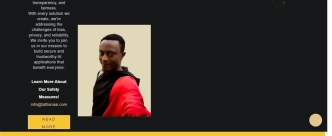 transparency, and
fairness.
With every solution we
create, we're
addressing the
challenges of bias,
privacy, and reliability.
We invite you to join
us in our mission to
build secure and
trustworthy AI
applications that
benefit everyone.
Learn More About
Our Safety
Measures!
READ
MORE